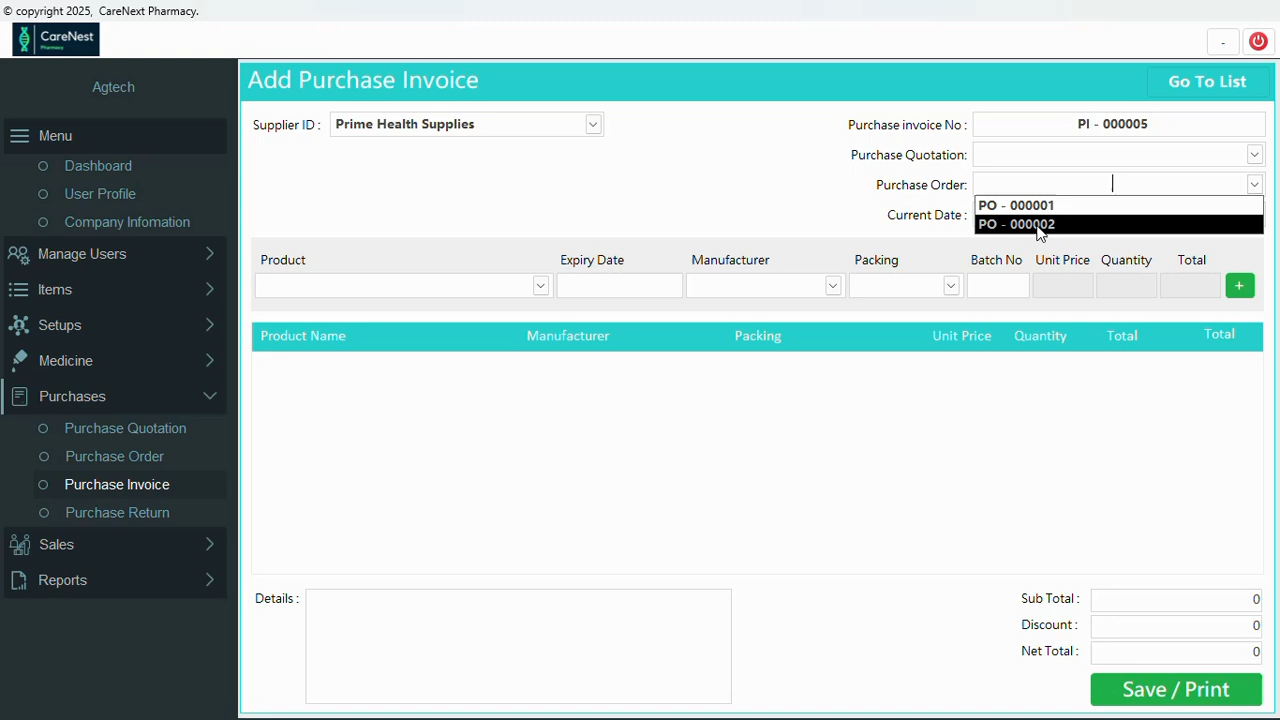 © copyright 2025, CareNext Pharmacy.
CareNest
Pharmacy
-
Agtech
Add Purchase Invoice
Go To List
Menu
Dashboard
User Profile
Company Infomation
Manage Users
Items
Setups
Medicine
Purchases
Purchase Quotation
Purchase Order
Purchase Invoice
Purchase Return
Sales
Reports
Supplier ID : Prime Health Supplies
Purchase invoice No : PI - 000005
Purchase Quotation:
Purchase Order:
PO - 000001
PO - 000002
Current Date :
Product Expiry Date Manufacturer Packing Batch No Unit Price Quantity Total
+
Product Name Manufacturer Packing Unit Price Quantity Total Total
Details :
Sub Total : 0
Discount : 0
Net Total : 0
Save / Print